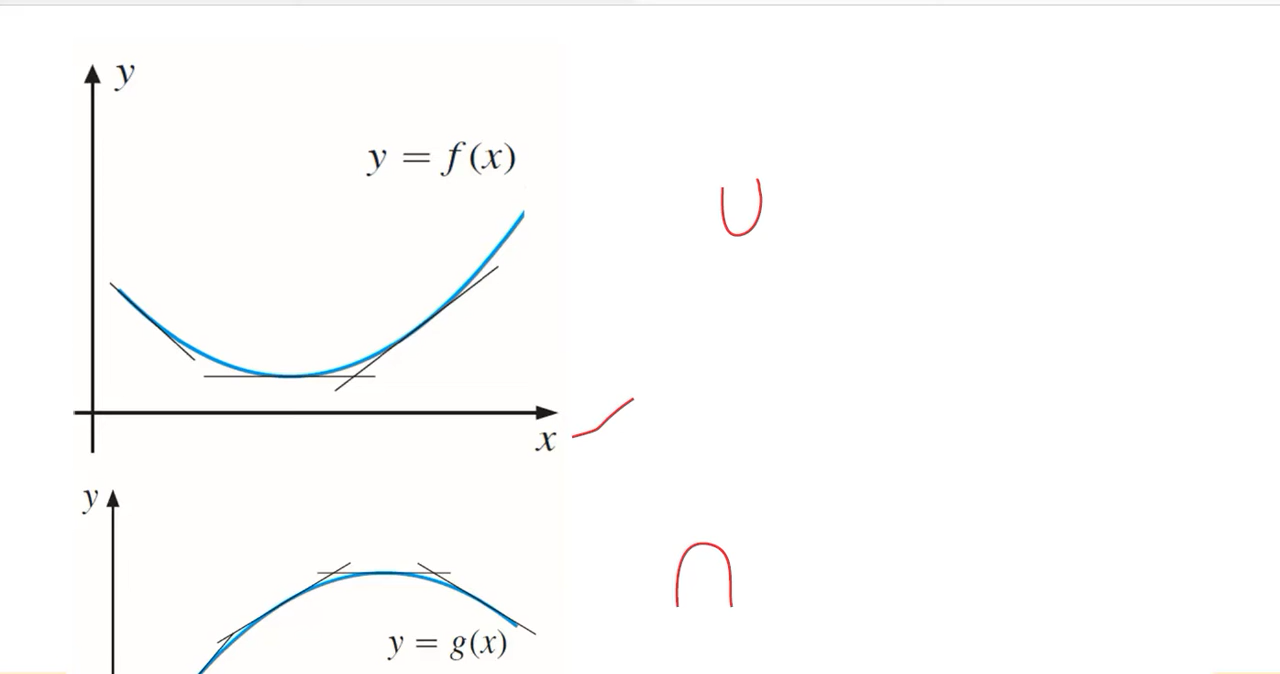 y
y = f(x)
x
y
y = g(x)